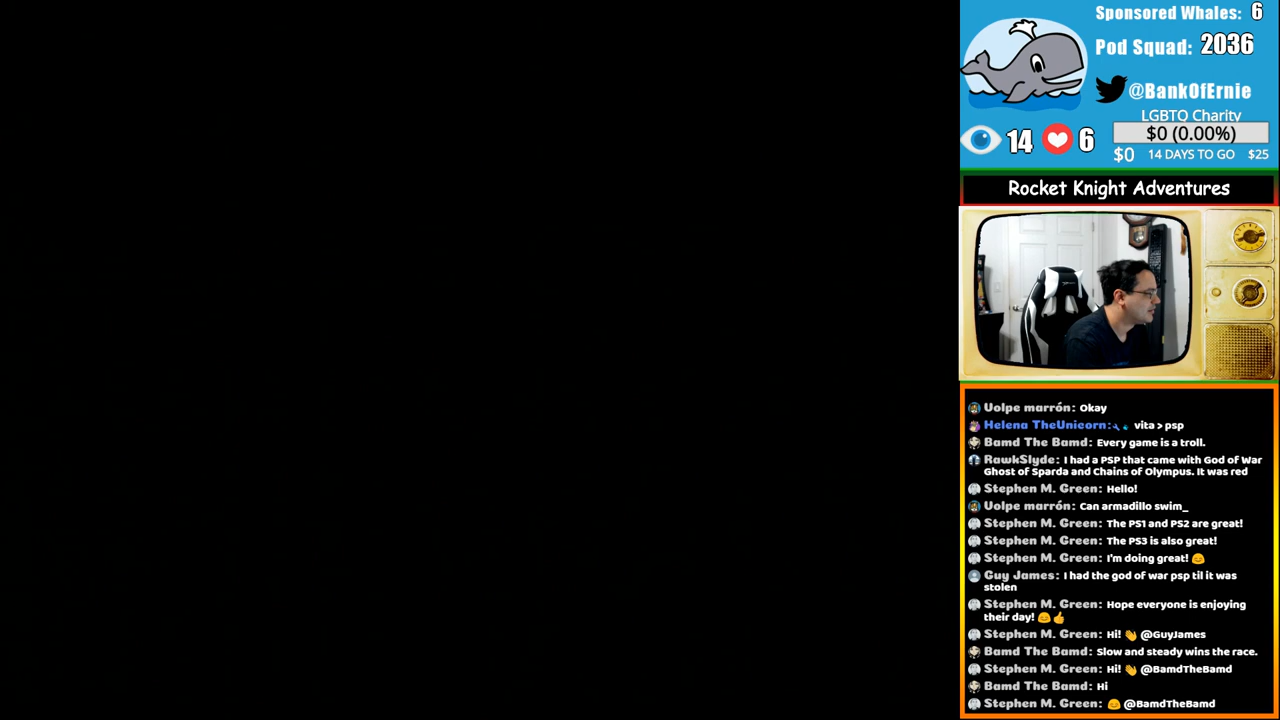 Sponsored Whales: 6
Pod Squad: 2036
@BankOfErnie
LGBTQ Charity
14 6 $0 (0.00%)
$0 14 DAYS TO GO $25
Rocket Knight Adventures
Volpe marrón: Okay
Helena TheUnicorn: vita > psp
Bamd The Bamd: Every game is a troll.
RawkSlyde: I had a PSP that came with God of War
Ghost of Sparda and Chains of Olympus. It was red
Stephen M. Green: Hello!
Volpe marrón: Can armadillo swim_
Stephen M. Green: The PS1 and PS2 are great!
Stephen M. Green: The PS3 is also great!
Stephen M. Green: I'm doing great! 😊
Guy James: I had the god of war psp til it was
stolen
Stephen M. Green: Hope everyone is enjoying
their day! 😊👍
Stephen M. Green: Hi! 👋 @GuyJames
Bamd The Bamd: Slow and steady wins the race.
Stephen M. Green: Hi! 👋 @BamdTheBamd
Bamd The Bamd: Hi
Stephen M. Green: 😊 @BamdTheBamd